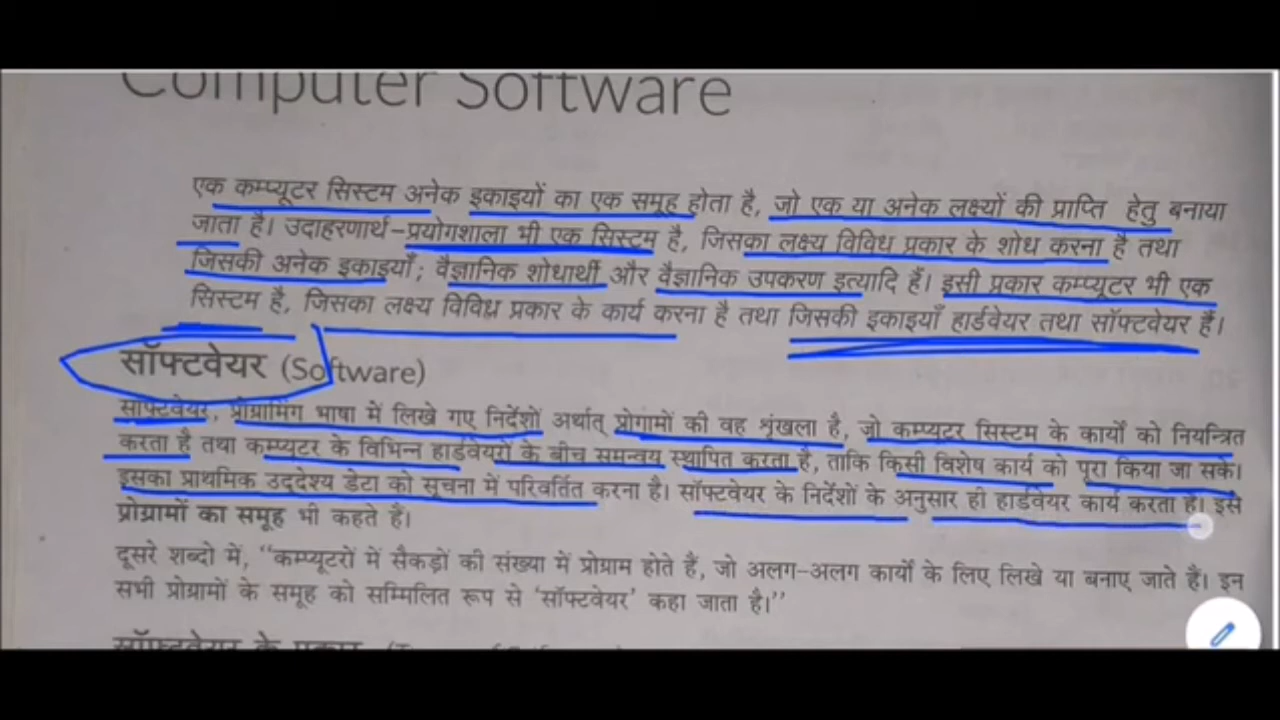 Computer Software
एक कम्प्यूटर सिस्टम अनेक इकाइयों का एक समूह होता है, जो एक या अनेक लक्ष्यों की प्राप्ति हेतु बनाया
जाता है। उदाहरणार्थ-प्रयोगशाला भी एक सिस्टम है, जिसका लक्ष्य विविध प्रकार के शोध करना है तथा
जिसकी अनेक इकाइयाँ; वैज्ञानिक शोधार्थी और वैज्ञानिक उपकरण इत्यादि हैं। इसी प्रकार कम्प्यूटर भी एक
सिस्टम है, जिसका लक्ष्य विविध प्रकार के कार्य करना है तथा जिसकी इकाइयाँ हार्डवेयर तथा सॉफ्टवेयर हैं।
सॉफ्टवेयर (Software)
सॉफ्टवेयर, प्रोग्रामिंग भाषा में लिखे गए निर्देशों अर्थात् प्रोग्रामों की वह शृंखला है, जो कम्प्यूटर सिस्टम के कार्यों को नियन्त्रित
करता है तथा कम्प्यूटर के विभिन्न हार्डवेयरों के बीच समन्वय स्थापित करता है, ताकि किसी विशेष कार्य को पूरा किया जा सके।
इसका प्राथमिक उद्देश्य डेटा को सूचना में परिवर्तित करना है। सॉफ्टवेयर के निर्देशों के अनुसार ही हार्डवेयर कार्य करता है। इसे
प्रोग्रामों का समूह भी कहते हैं।
दूसरे शब्दो में, “कम्प्यूटरों में सैकड़ों की संख्या में प्रोग्राम होते हैं, जो अलग-अलग कार्यों के लिए लिखे या बनाए जाते हैं। इन
सभी प्रोग्रामों के समूह को सम्मिलित रूप से ‘सॉफ्टवेयर’ कहा जाता है।”
सॉफ्टवेयर के प्रकार